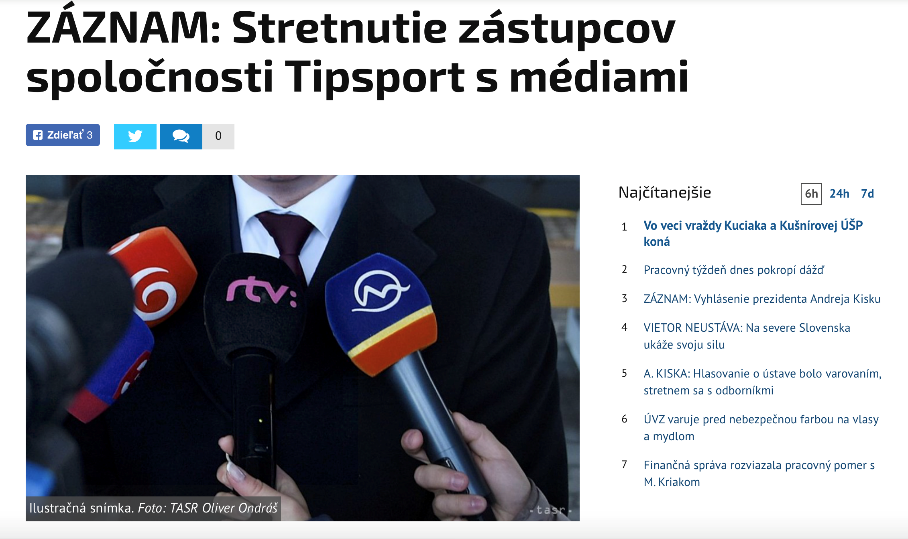 ZÁZNAM: Stretnutie zástupcov
spoločnosti Tipsport s médiami
Zdieľať 3
0
rtv:
Ilustračná snímka. Foto: TASR Oliver Ondráš
-tasr-
Najčítanejšie
6h 24h 7d
1 Vo veci vraždy Kuciaka a Kušnírovej ÚŠP
koná
2 Pracovný týždeň dnes pokropí dážď
3 ZÁZNAM: Vyhlásenie prezidenta Andreja Kisku
4 VIETOR NEUSTÁVA: Na severe Slovenska
ukáže svoju silu
5 A. KISKA: Hlasovanie o ústave bolo varovaním,
stretnem sa s odborníkmi
6 ÚVZ varuje pred nebezpečnou farbou na vlasy
a mydlom
7 Finančná správa rozviazala pracovný pomer s
M. Kriakom